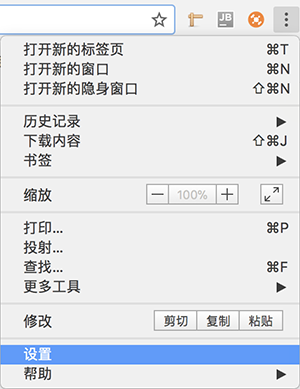 JB
打开新的标签页 ⌘T
打开新的窗口 ⌘N
打开新的隐身窗口 ⇧⌘N
历史记录 ▶
下载内容 ⇧⌘J
书签 ▶
缩放 — 100% +
打印... ⌘P
投射...
查找... ⌘F
更多工具 ▶
修改 剪切 复制 粘贴
设置
帮助 ▶